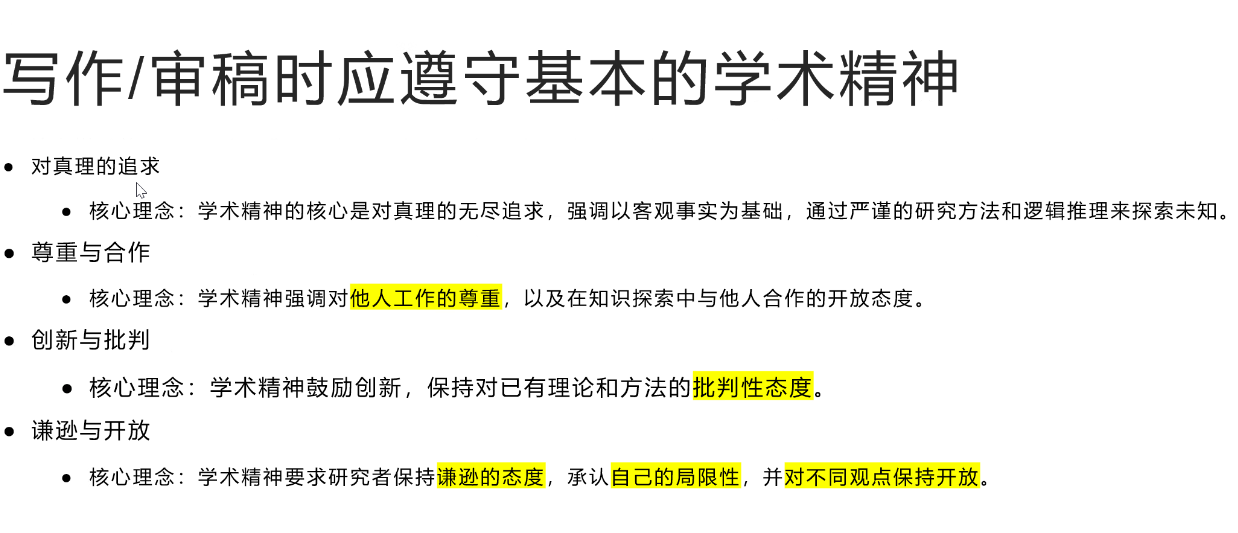 写作/审稿时应遵守基本的学术精神
● 对真理的追求
● 核心理念：学术精神的核心是对真理的无尽追求，强调以客观事实为基础，通过严谨的研究方法和逻辑推理来探索未知。
● 尊重与合作
● 核心理念：学术精神强调对他人工作的尊重，以及在知识探索中与他人合作的开放态度。
● 创新与批判
● 核心理念：学术精神鼓励创新，保持对已有理论和方法的批判性态度。
● 谦逊与开放
● 核心理念：学术精神要求研究者保持谦逊的态度，承认自己的局限性，并对不同观点保持开放。